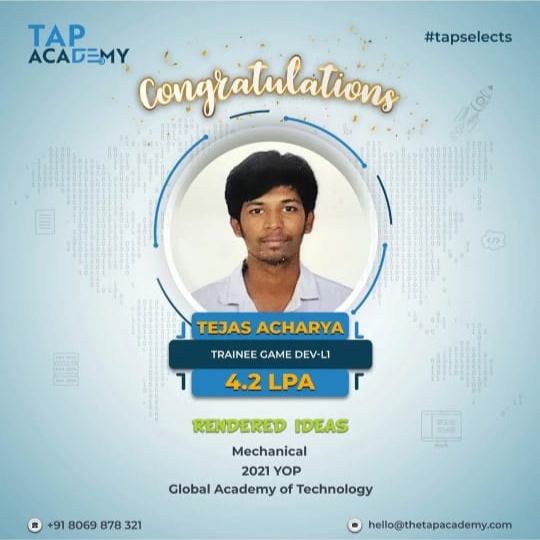 TAP
ACADEMY
#tapselects
Congratulations
TEJAS ACHARYA
TRAINEE GAME DEV-L1
4.2 LPA
RENDERED IDEAS
Mechanical
2021 YOP
Global Academy of Technology
+91 8069 878 321
hello@thetapacademy.com